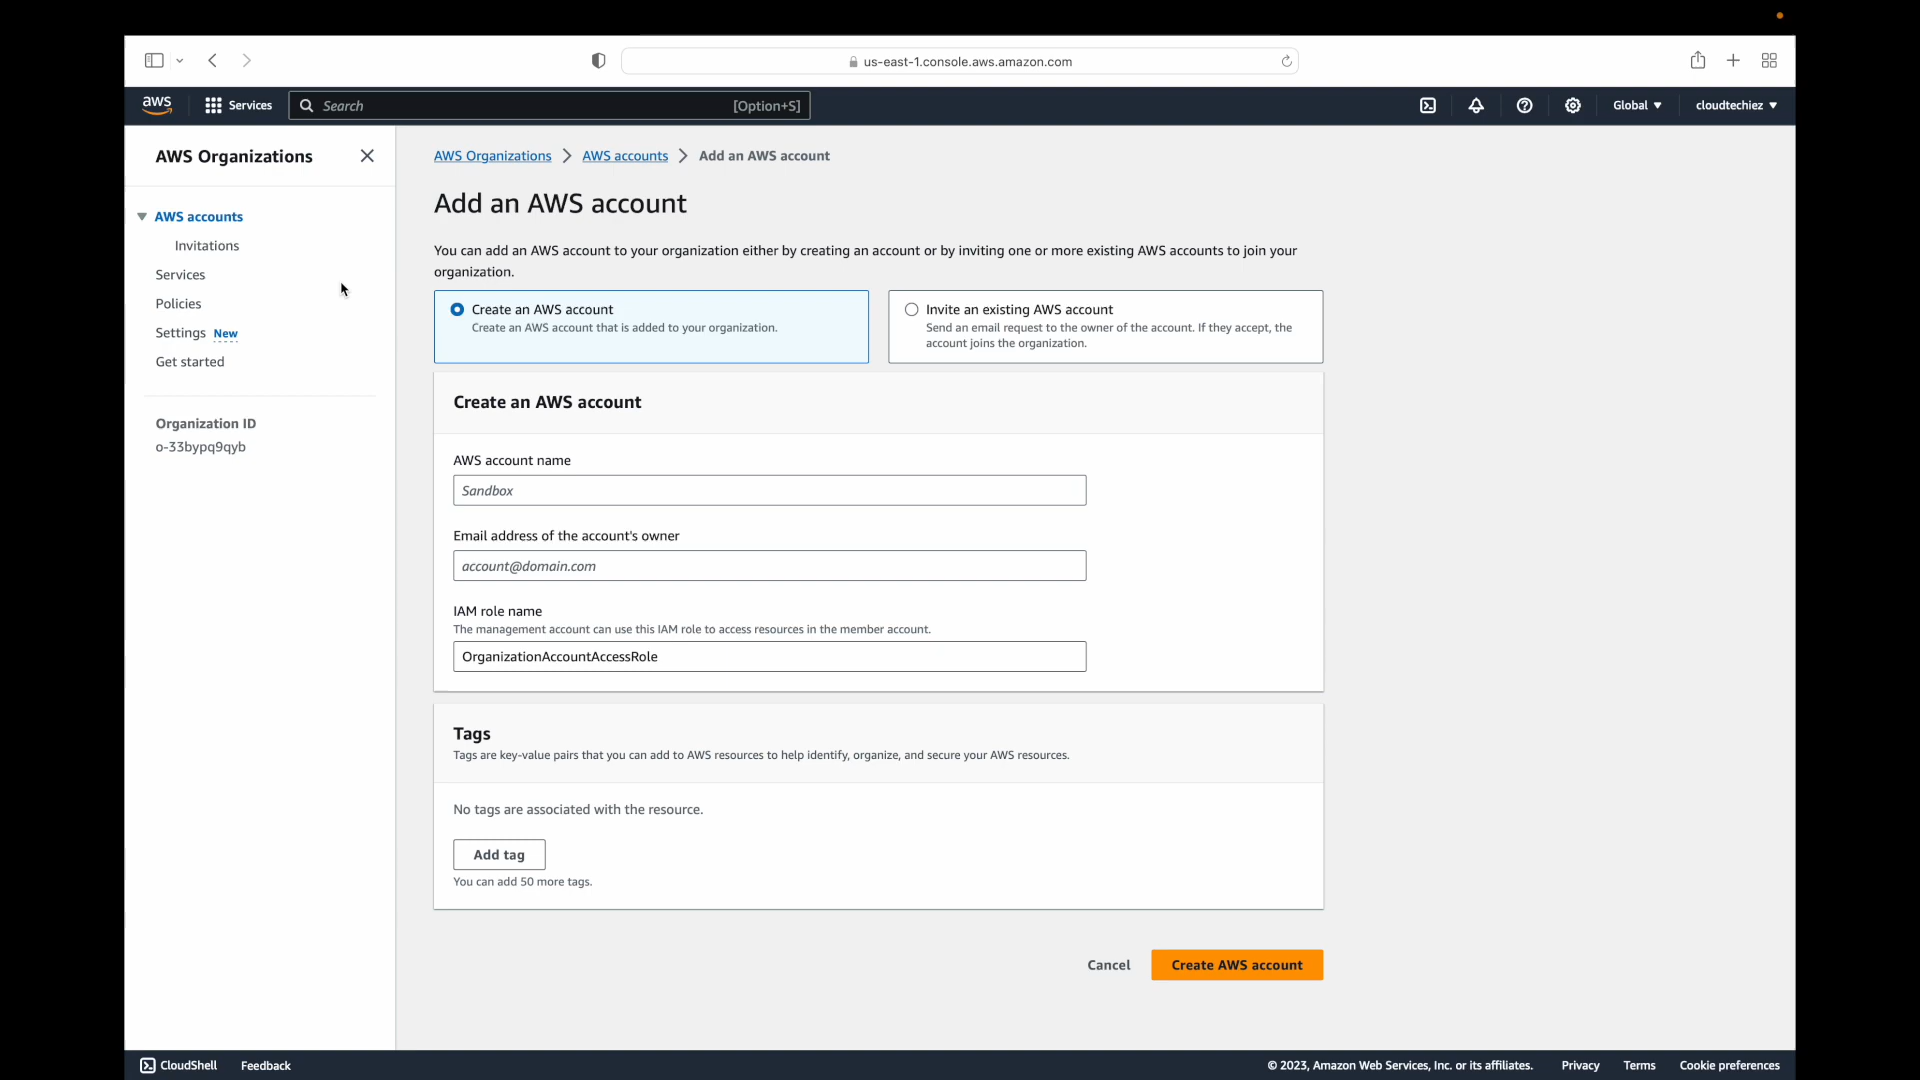 us-east-1.console.aws.amazon.com
aws
Services
Search
[Option+S]
Global
cloudtechiez
AWS Organizations
AWS accounts
Invitations
Services
Policies
Settings New
Get started
Organization ID
o-33bypq9qyb
AWS Organizations > AWS accounts > Add an AWS account
Add an AWS account
You can add an AWS account to your organization either by creating an account or by inviting one or more existing AWS accounts to join your
organization.
Create an AWS account
Create an AWS account that is added to your organization.
Invite an existing AWS account
Send an email request to the owner of the account. If they accept, the
account joins the organization.
Create an AWS account
AWS account name
Sandbox
Email address of the account's owner
account@domain.com
IAM role name
The management account can use this IAM role to access resources in the member account.
OrganizationAccountAccessRole
Tags
Tags are key-value pairs that you can add to AWS resources to help identify, organize, and secure your AWS resources.
No tags are associated with the resource.
Add tag
You can add 50 more tags.
Cancel
Create AWS account
CloudShell
Feedback
© 2023, Amazon Web Services, Inc. or its affiliates.
Privacy
Terms
Cookie preferences